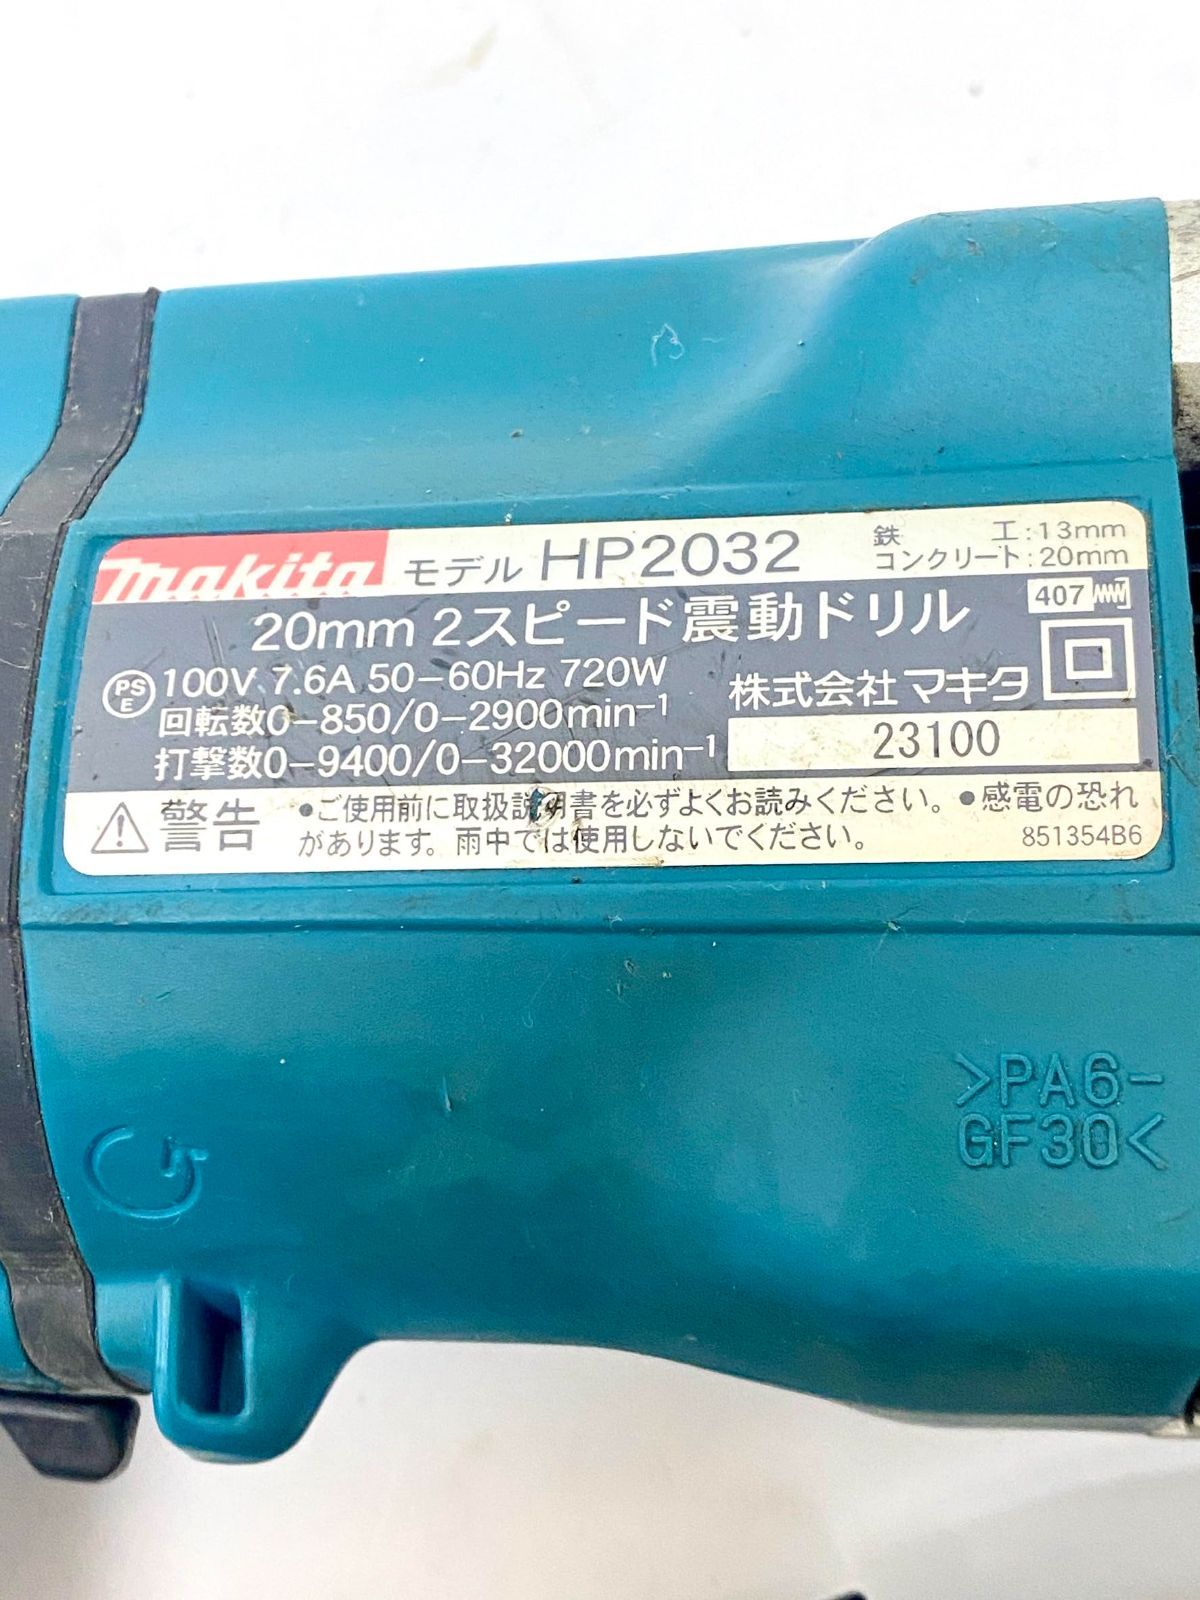 makita モデル HP2032
鉄 工:13mm
コンクリート:20mm
20mm 2スピード震動ドリル
407
PS
E
100V 7.6A 50-60Hz 720W
回転数0-850/0-2900min⁻¹
打撃数0-9400/0-32000min⁻¹
株式会社 マキタ
23100
警告 ●ご使用前に取扱説明書を必ずよくお読みください。●感電の恐れ
があります。雨中では使用しないでください。
851354B6
>PA6-
GF30<